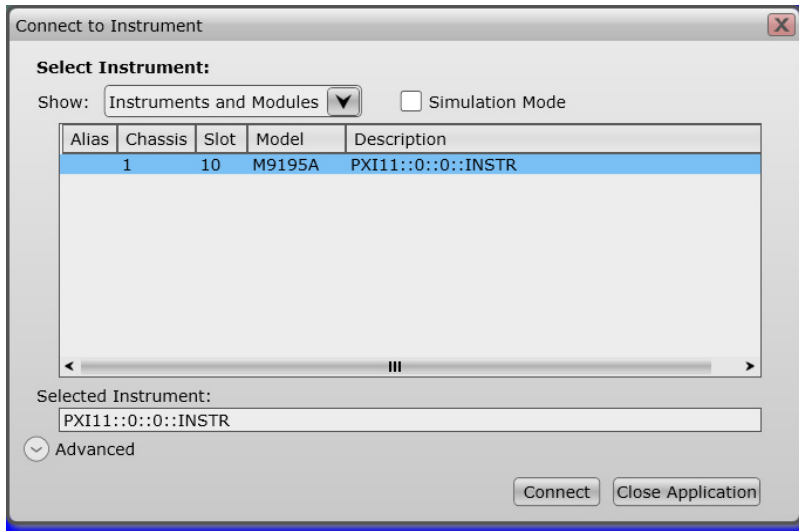 Connect to Instrument
Select Instrument:
Show: Instruments and Modules Simulation Mode
Alias Chassis Slot Model Description
1 10 M9195A PXI11::0::0::INSTR
Selected Instrument:
PXI11::0::0::INSTR
Advanced
Connect Close Application